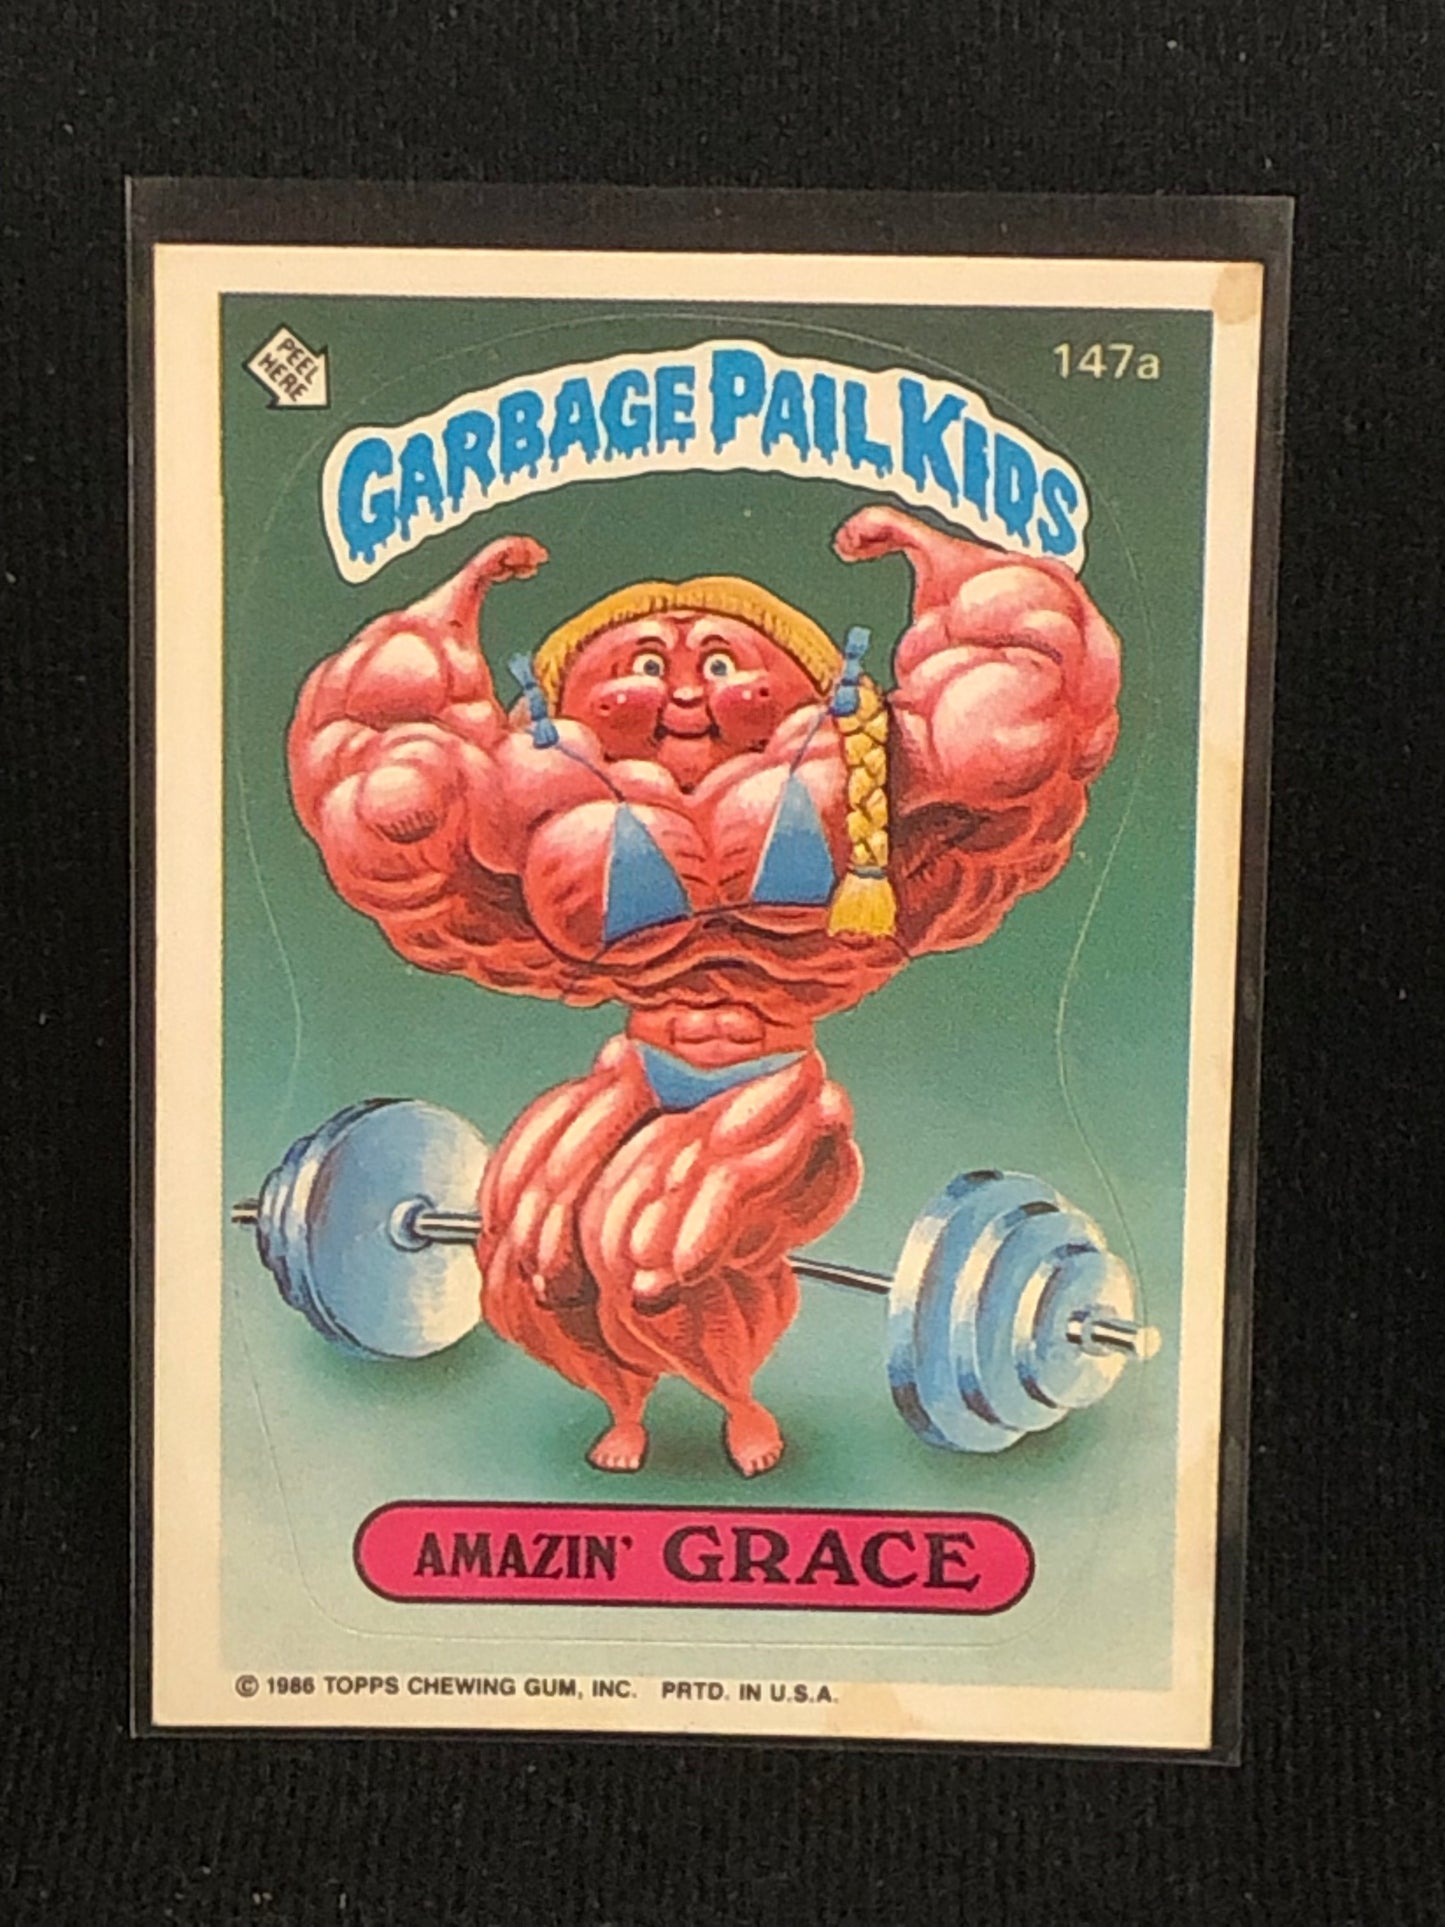 PEEL
HERE
147a
GARBAGE PAIL KIDS
AMAZIN' GRACE
© 1986 TOPPS CHEWING GUM, INC. PRTD. IN U.S.A.